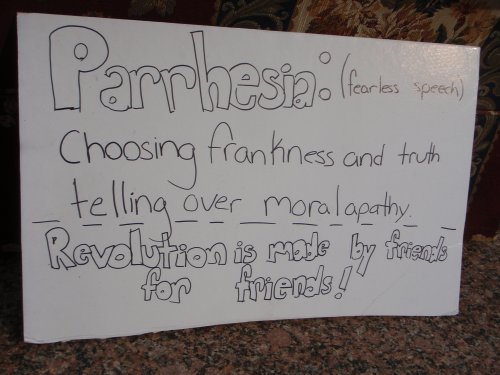 Parrhesia: (fearless speech)
Choosing frankness and truth
telling over moral apathy.
Revolution is made by friends
for friends!